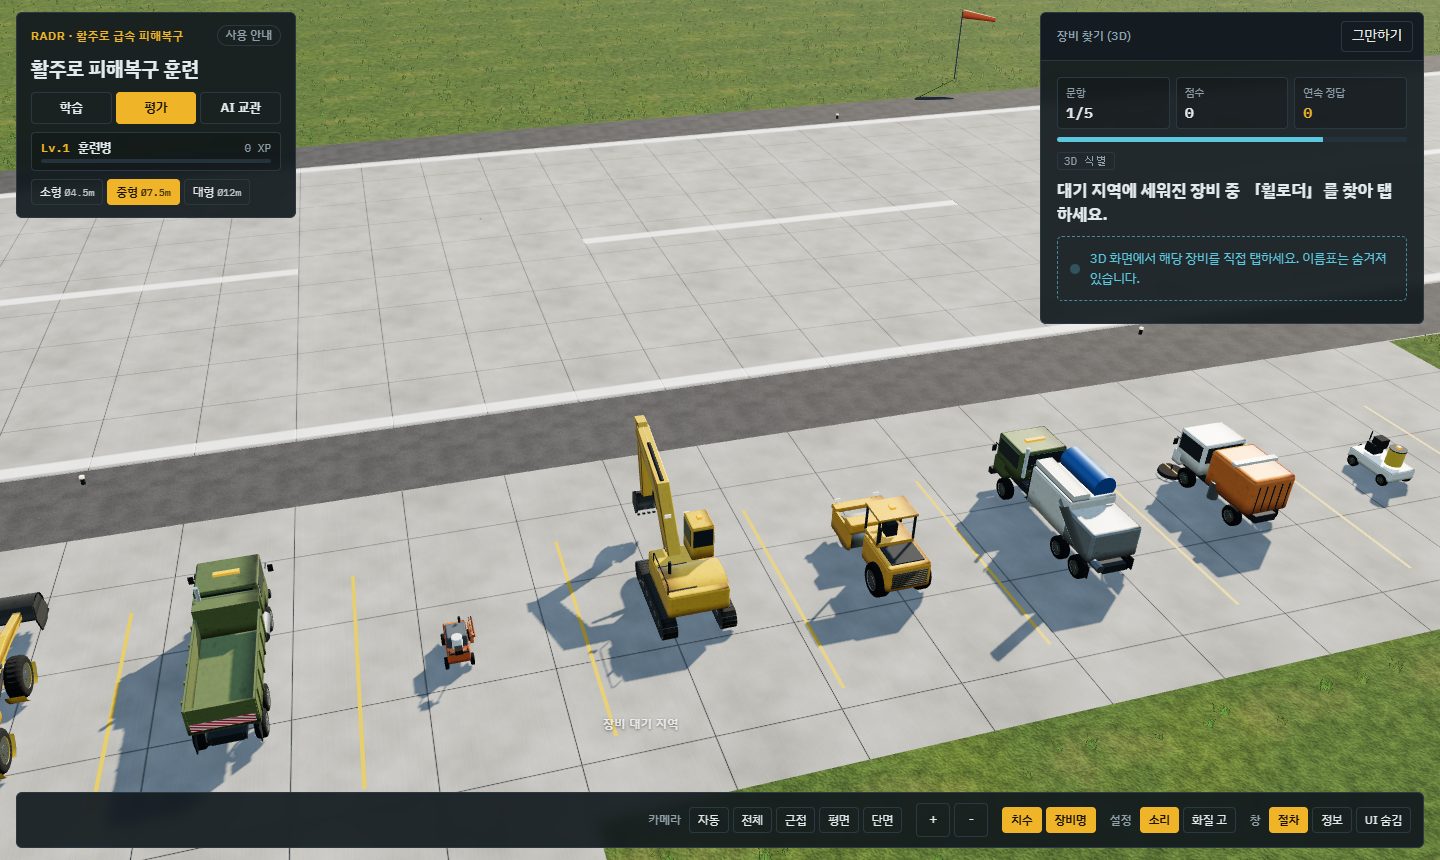 RADR · 활주로 급속 피해복구
사용 안내
활주로 피해복구 훈련
학습
평가
AI 교관
Lv.1 훈련병
0 XP
소형 Ø4.5m
중형 Ø7.5m
대형 Ø12m
장비 찾기 (3D)
그만하기
문항
1/5
점수
0
연속 정답
0
3D 식별
대기 지역에 세워진 장비 중 「휠로더」를 찾아 탭
하세요.
3D 화면에서 해당 장비를 직접 탭하세요. 이름표는 숨겨져
있습니다.
장비 대기 지역
카메라
자동
전체
근접
평면
단면
+
-
치수
장비명
설정
소리
화질 고
창
절차
정보
UI 숨김